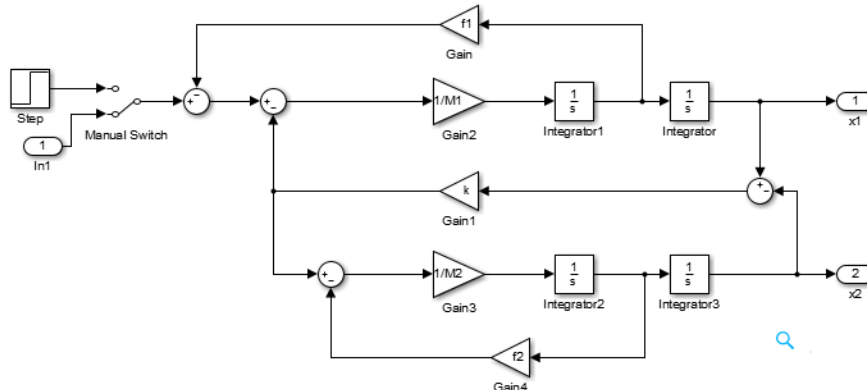 f1
Gain
Step
Manual Switch
1
In1
1/M1
Gain2
1
s
Integrator1
1
s
Integrator
1
x1
k
Gain1
1/M2
Gain3
1
s
Integrator2
1
s
Integrator3
2
x2
f2
Gain4